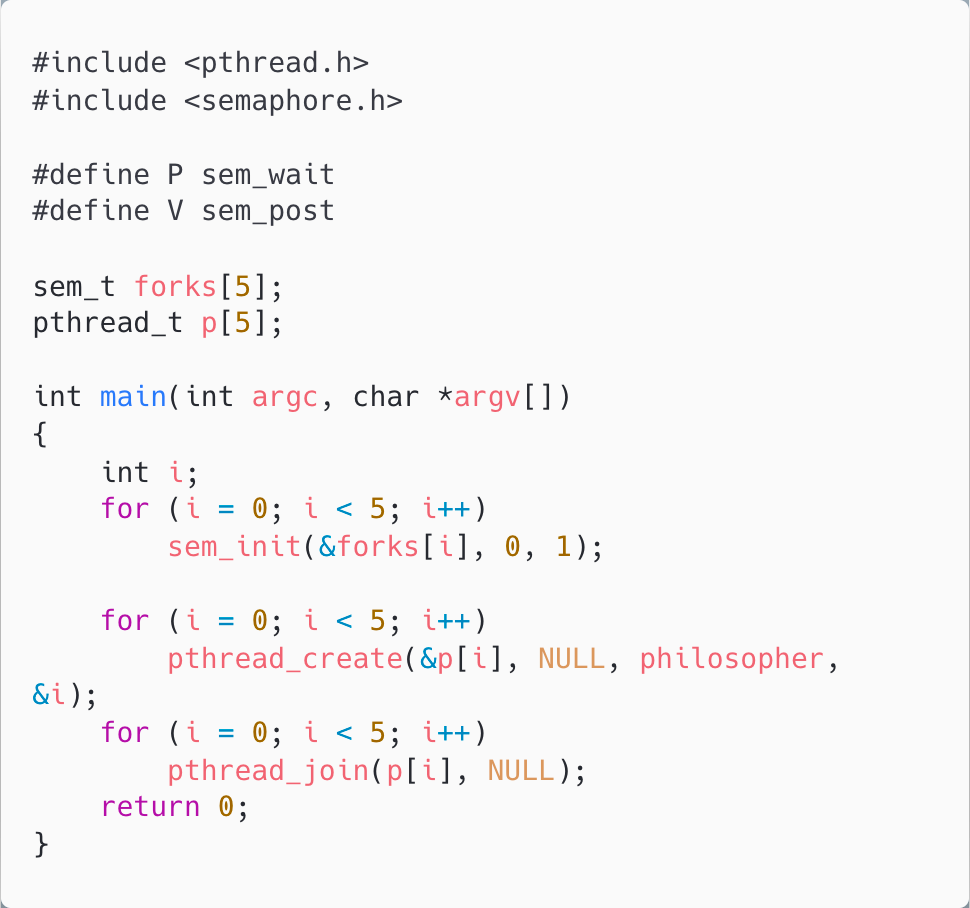 #include <pthread.h>
#include <semaphore.h>

#define P sem_wait
#define V sem_post

sem_t forks[5];
pthread_t p[5];

int main(int argc, char *argv[])
{
    int i;
    for (i = 0; i < 5; i++)
        sem_init(&forks[i], 0, 1);

    for (i = 0; i < 5; i++)
        pthread_create(&p[i], NULL, philosopher,
&i);
    for (i = 0; i < 5; i++)
        pthread_join(p[i], NULL);
    return 0;
}